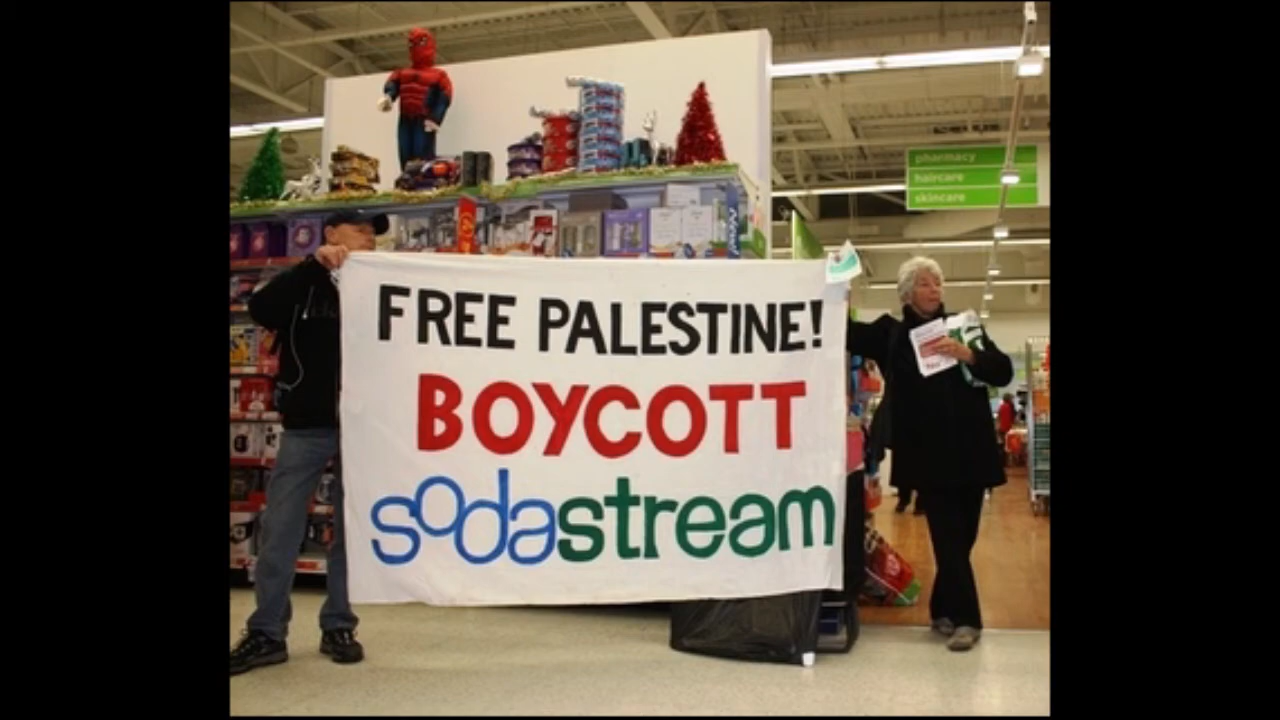 pharmacy
haircare
skincare
FREE PALESTINE!
BOYCOTT
sodastream